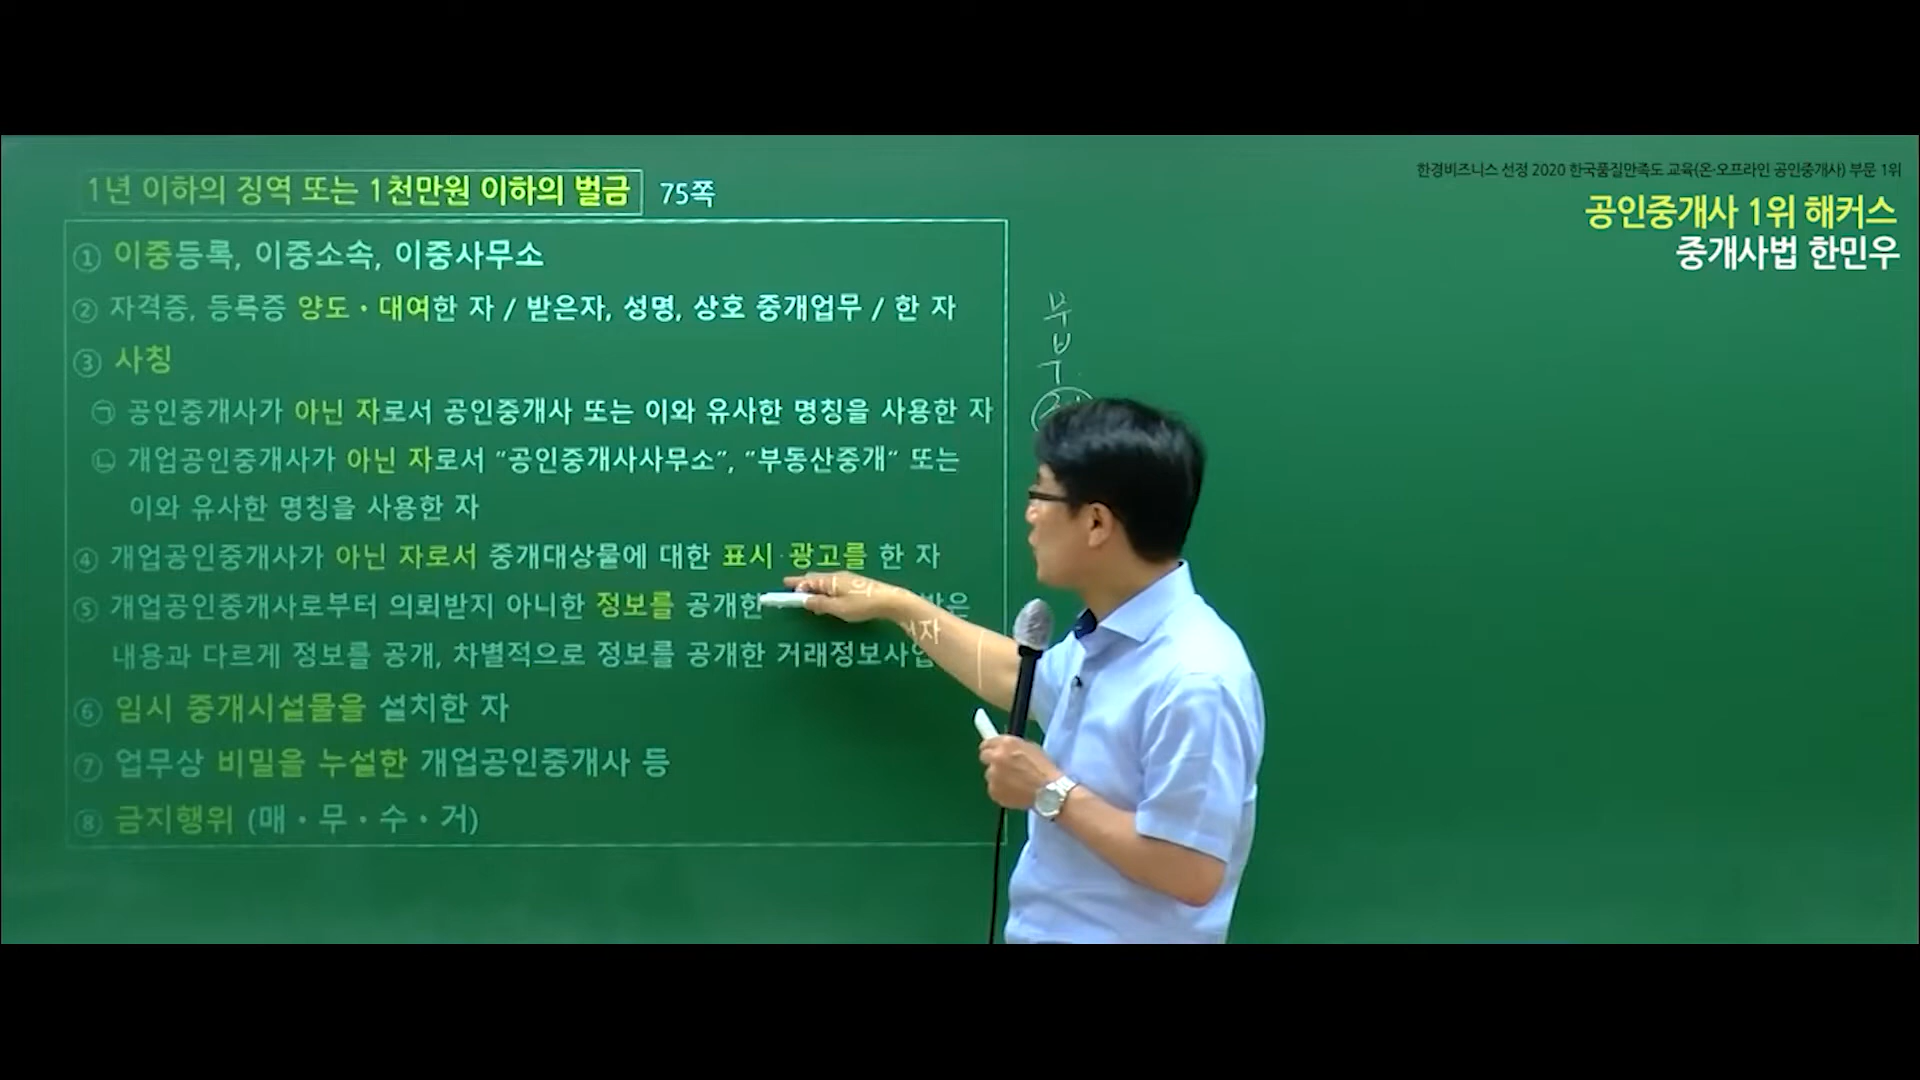 1년 이하의 징역 또는 1천만원 이하의 벌금 75쪽
① 이중등록, 이중소속, 이중사무소
② 자격증, 등록증 양도・대여한 자 / 받은자, 성명, 상호 중개업무 / 한 자
③ 사칭
㉠ 공인중개사가 아닌 자로서 공인중개사 또는 이와 유사한 명칭을 사용한 자
㉡ 개업공인중개사가 아닌 자로서 "공인중개사사무소", "부동산중개" 또는
이와 유사한 명칭을 사용한 자
④ 개업공인중개사가 아닌 자로서 중개대상물에 대한 표시·광고를 한 자
⑤ 개업공인중개사로부터 의뢰받지 아니한 정보를 공개한 받은
내용과 다르게 정보를 공개, 차별적으로 정보를 공개한 거래정보사업
⑥ 임시 중개시설물을 설치한 자
⑦ 업무상 비밀을 누설한 개업공인중개사 등
⑧ 금지행위 (매・무・수・거)
부
부
한경비즈니스 선정 2020 한국품질만족도 교육(온·오프라인 공인중개사) 부문 1위
공인중개사 1위 해커스
중개사법 한민우